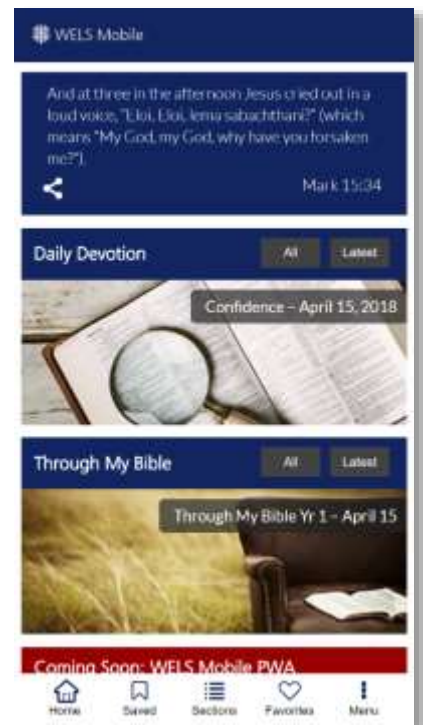 WELS Mobile
And at three in the afternoon Jesus cried out in a
loud voice, "Eloi, Eloi, lema sabachthani?" (which
means "My God, my God, why have you forsaken
me?").
Mark 15:34
Daily Devotion
All
Latest
Confidence – April 15, 2018
Through My Bible
All
Latest
Through My Bible Yr 1 – April 15
Coming Soon: WELS Mobile PWA
Home
Saved
Sections
Favorites
Menu